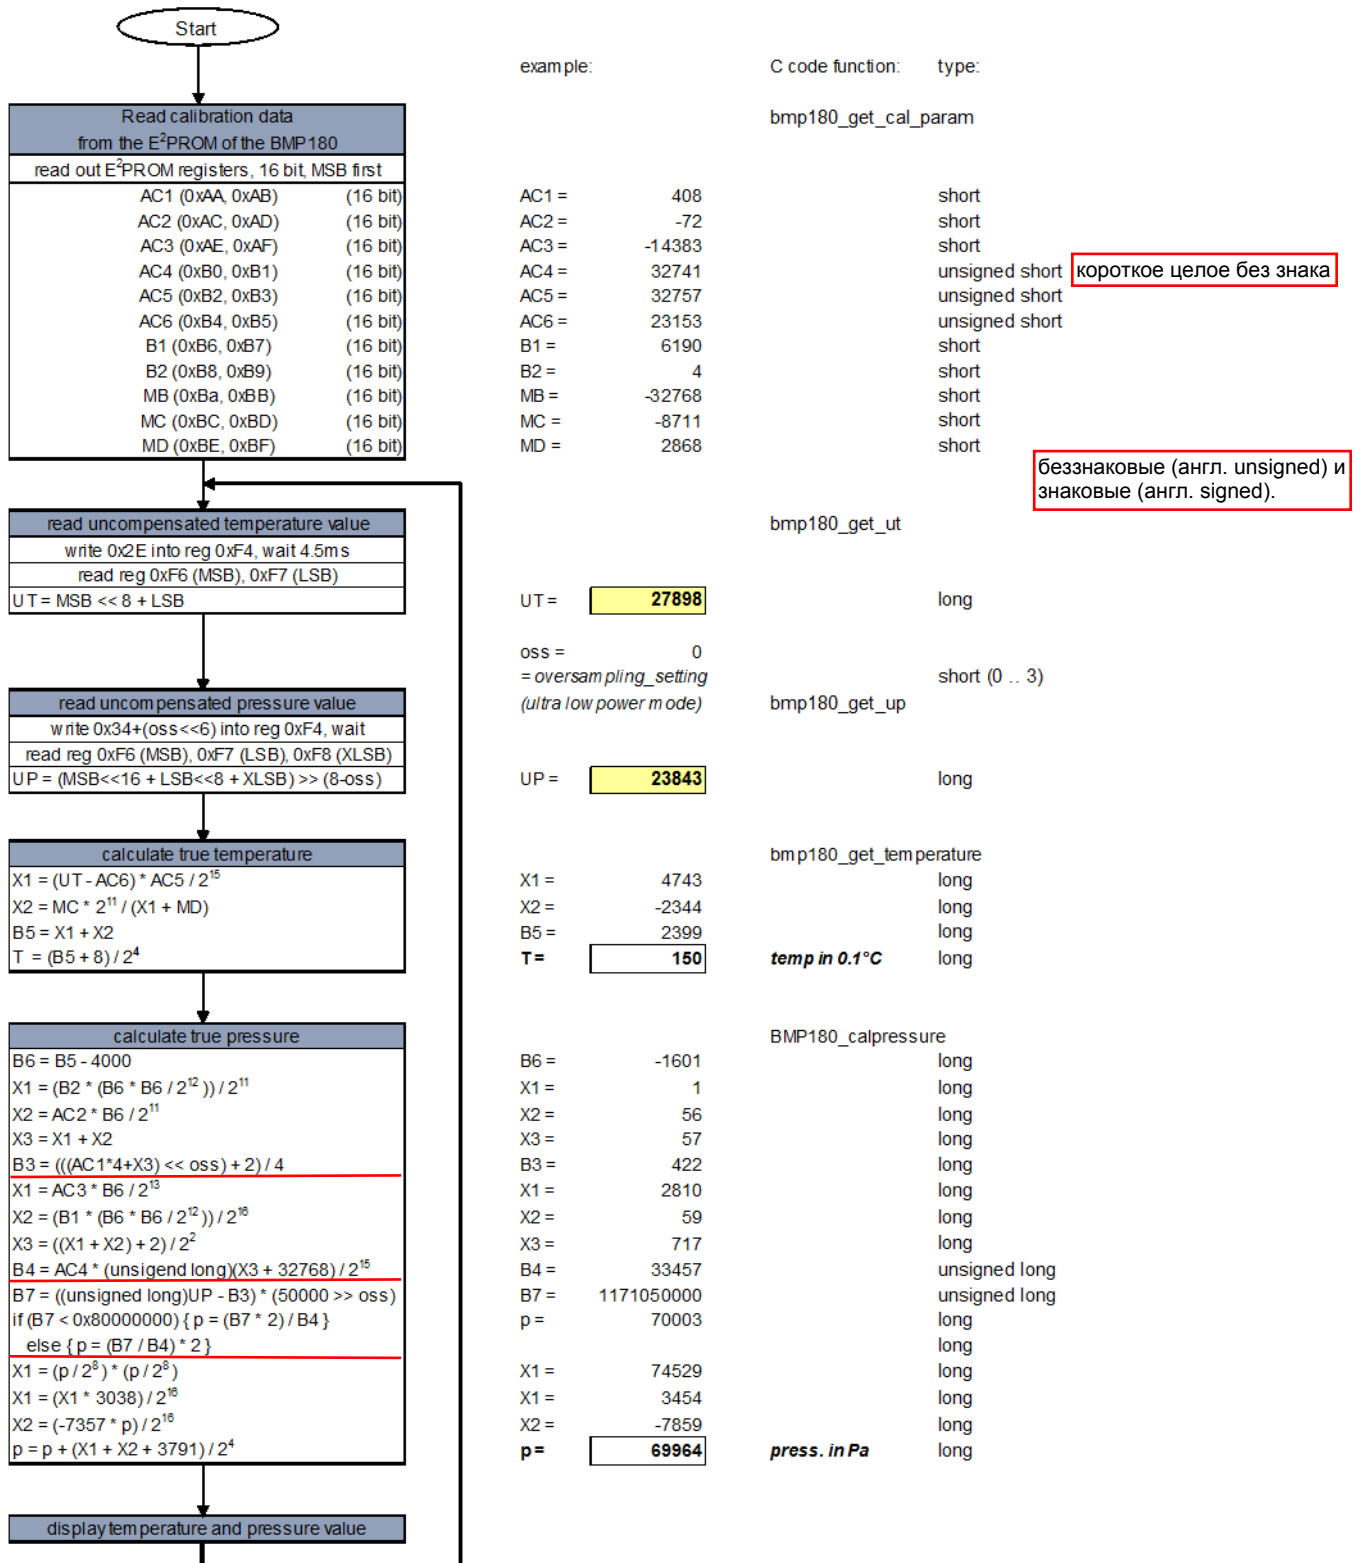 Start
example: C code function: type:
Read calibration data bmp180_get_cal_param
from the E²PROM of the BMP180
read out E²PROM registers, 16 bit, MSB first
AC1 (0xAA, 0xAB) (16 bit) AC1 = 408 short
AC2 (0xAC, 0xAD) (16 bit) AC2 = -72 short
AC3 (0xAE, 0xAF) (16 bit) AC3 = -14383 short
AC4 (0xB0, 0xB1) (16 bit) AC4 = 32741 unsigned short короткое целое без знака
AC5 (0xB2, 0xB3) (16 bit) AC5 = 32757 unsigned short
AC6 (0xB4, 0xB5) (16 bit) AC6 = 23153 unsigned short
B1 (0xB6, 0xB7) (16 bit) B1 = 6190 short
B2 (0xB8, 0xB9) (16 bit) B2 = 4 short
MB (0xBa, 0xBB) (16 bit) MB = -32768 short
MC (0xBC, 0xBD) (16 bit) MC = -8711 short
MD (0xBE, 0xBF) (16 bit) MD = 2868 short
беззнаковые (англ. unsigned) и
знаковые (англ. signed).
read uncompensated temperature value bmp180_get_ut
write 0x2E into reg 0xF4, wait 4.5ms
read reg 0xF6 (MSB), 0xF7 (LSB)
UT = MSB << 8 + LSB UT = 27898 long
oss = 0
= oversampling_setting short (0 .. 3)
read uncompensated pressure value (ultra low power mode) bmp180_get_up
write 0x34+(oss<<6) into reg 0xF4, wait
read reg 0xF6 (MSB), 0xF7 (LSB), 0xF8 (XLSB)
UP = (MSB<<16 + LSB<<8 + XLSB) >> (8-oss) UP = 23843 long
calculate true temperature bmp180_get_temperature
X1 = (UT - AC6) * AC5 / 2¹⁵ X1 = 4743 long
X2 = MC * 2¹¹ / (X1 + MD) X2 = -2344 long
B5 = X1 + X2 B5 = 2399 long
T = (B5 + 8) / 2⁴ T = 150 temp in 0.1°C long
calculate true pressure BMP180_calpressure
B6 = B5 - 4000 B6 = -1601 long
X1 = (B2 * (B6 * B6 / 2¹² )) / 2¹¹ X1 = 1 long
X2 = AC2 * B6 / 2¹¹ X2 = 56 long
X3 = X1 + X2 X3 = 57 long
B3 = (((AC1*4+X3) << oss) + 2) / 4 B3 = 422 long
X1 = AC3 * B6 / 2¹³ X1 = 2810 long
X2 = (B1 * (B6 * B6 / 2¹² )) / 2¹⁶ X2 = 59 long
X3 = ((X1 + X2) + 2) / 2² X3 = 717 long
B4 = AC4 * (unsigend long)(X3 + 32768) / 2¹⁵ B4 = 33457 unsigned long
B7 = ((unsigned long)UP - B3) * (50000 >> oss) B7 = 1171050000 unsigned long
if (B7 < 0x80000000) { p = (B7 * 2) / B4 } p = 70003 long
else { p = (B7 / B4) * 2 } long
X1 = (p / 2⁸ ) * (p / 2⁸ ) X1 = 74529 long
X1 = (X1 * 3038) / 2¹⁶ X1 = 3454 long
X2 = (-7357 * p) / 2¹⁶ X2 = -7859 long
p = p + (X1 + X2 + 3791) / 2⁴ p = 69964 press. in Pa long
display temperature and pressure value